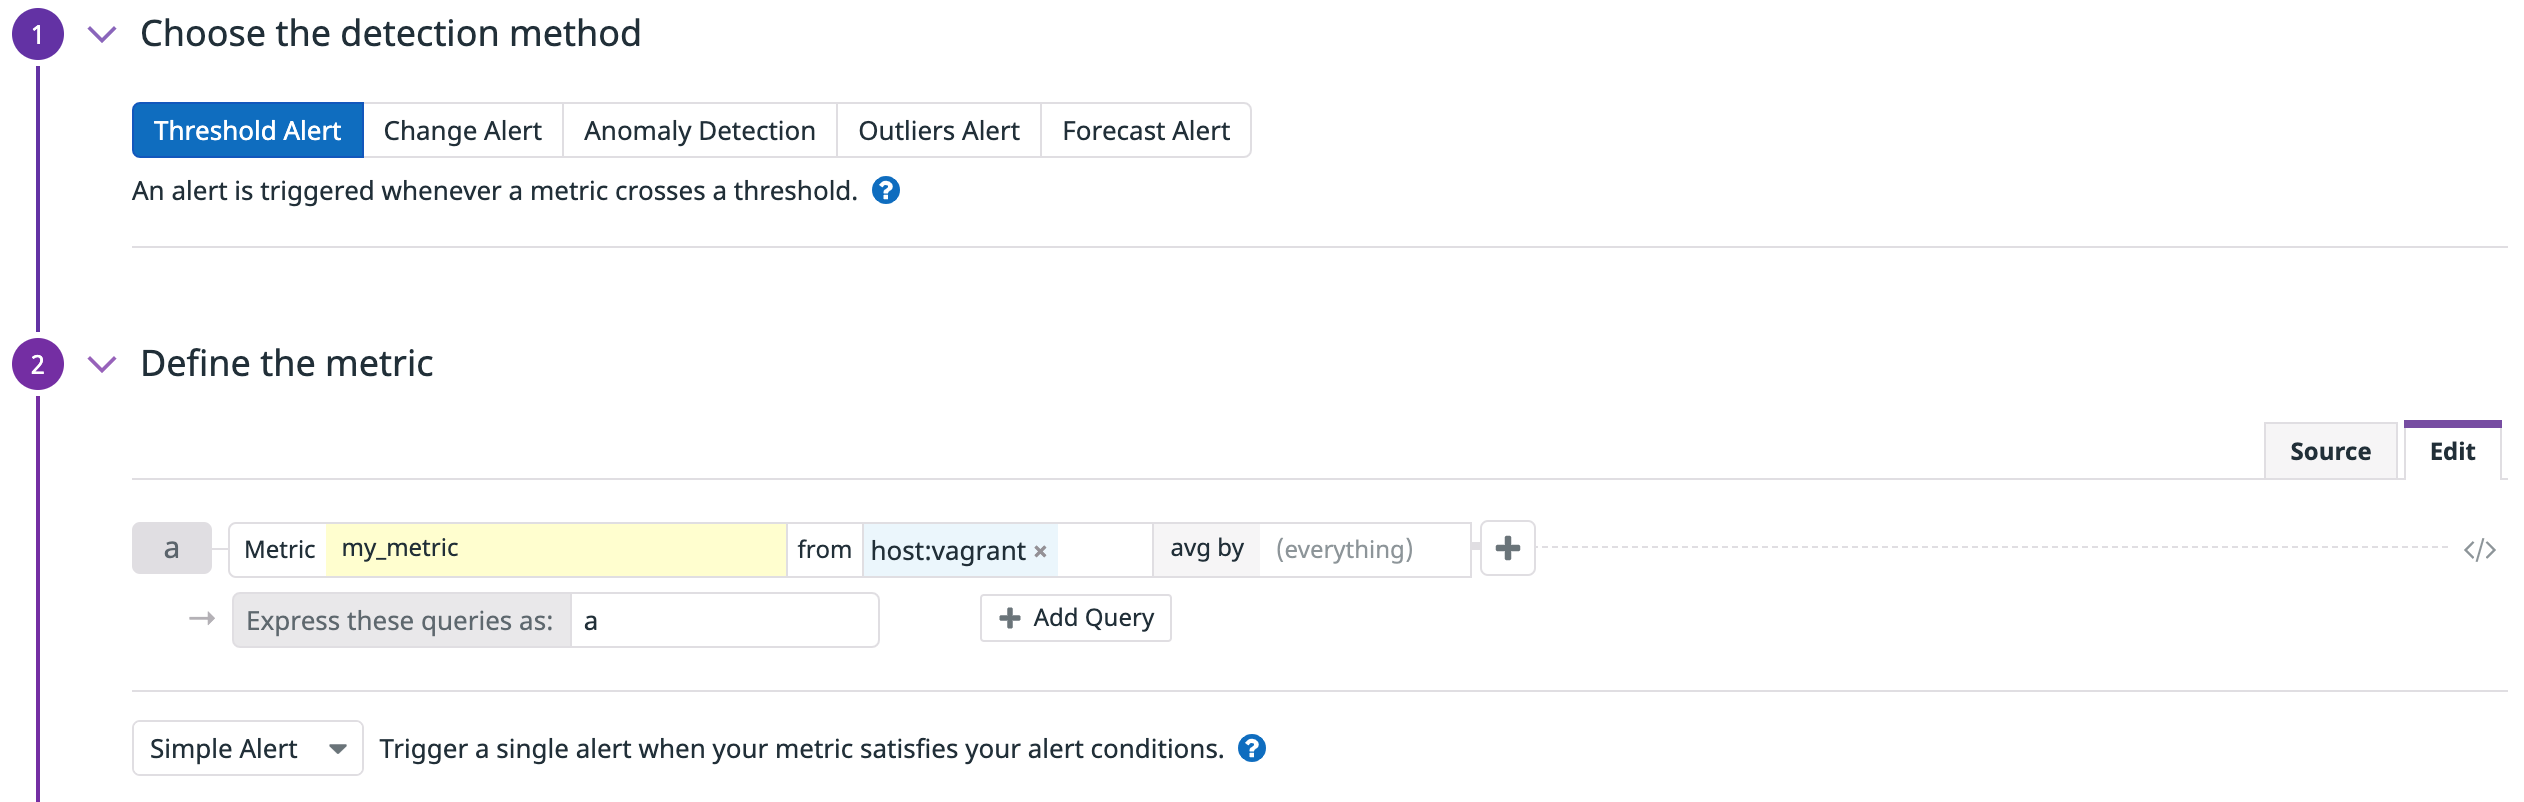 1 Choose the detection method
Threshold Alert Change Alert Anomaly Detection Outliers Alert Forecast Alert
An alert is triggered whenever a metric crosses a threshold. ?
2 Define the metric
Source Edit
a Metric my_metric from host:vagrant × avg by (everything) + </>
→ Express these queries as: a + Add Query
Simple Alert Trigger a single alert when your metric satisfies your alert conditions. ?